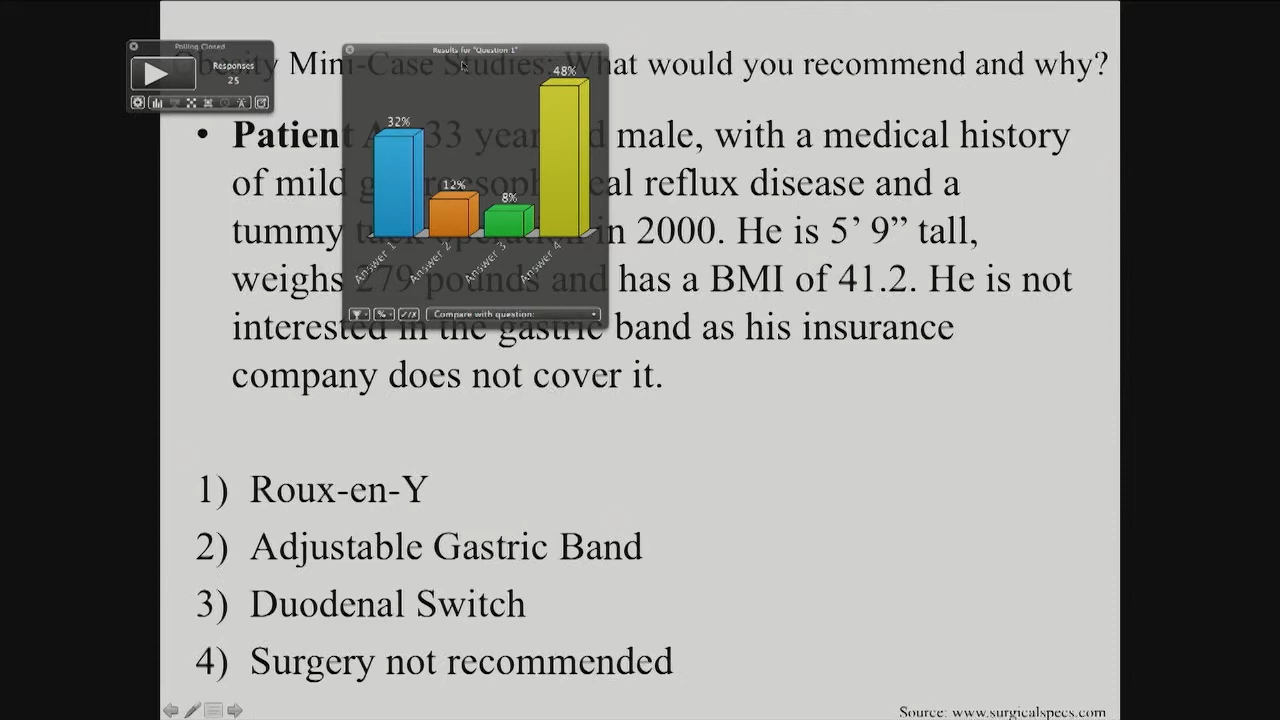 Obesity Mini-Case Studies: What would you recommend and why?
Polling Closed
Responses
25
Results for "Question 1"
48%
32%
12%
8%
Answer 1
Answer 2
Answer 3
Answer 4
Compare with question:
• Patient A: 33 year old male, with a medical history
of mild gastroesophageal reflux disease and a
tummy tuck operation in 2000. He is 5’ 9” tall,
weighs 279 pounds and has a BMI of 41.2. He is not
interested in the gastric band as his insurance
company does not cover it.
1) Roux-en-Y
2) Adjustable Gastric Band
3) Duodenal Switch
4) Surgery not recommended
Source: www.surgicalspecs.com